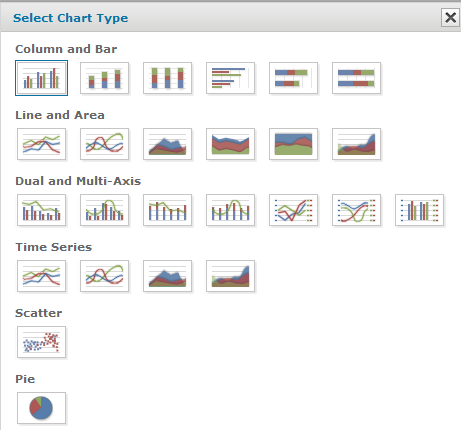 Select Chart Type
Column and Bar
Line and Area
Dual and Multi-Axis
Time Series
Scatter
Pie